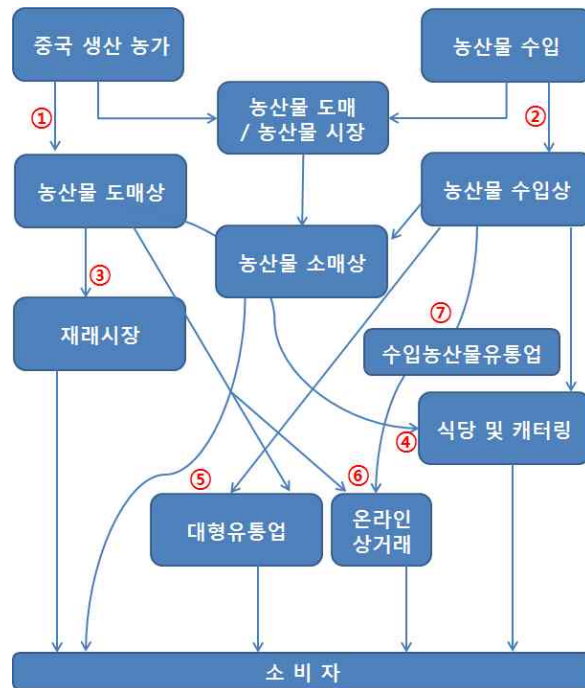 중국 생산 농가
농산물 수입
①
농산물 도매
/ 농산물 시장
②
농산물 도매상
농산물 수입상
농산물 소매상
③
재래시장
⑦
수입농산물유통업
식당 및 캐터링
④
⑤
⑥
대형유통업
온라인
상거래
소 비 자